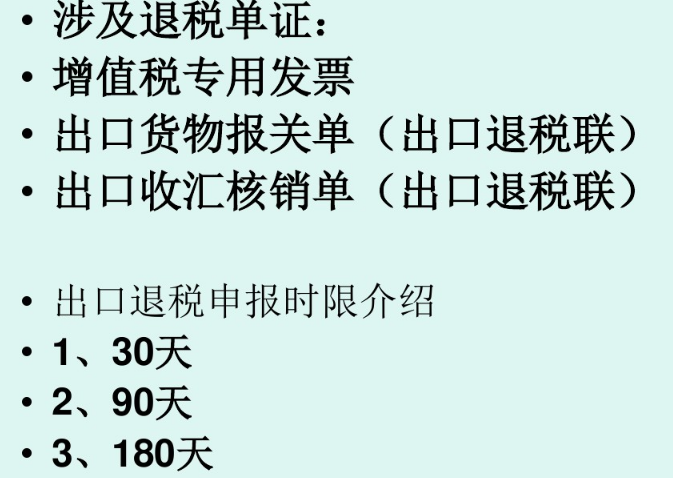 • 涉及退税单证：
• 增值税专用发票
• 出口货物报关单（出口退税联）
• 出口收汇核销单（出口退税联）
• 出口退税申报时限介绍
• 1、30天
• 2、90天
• 3、180天